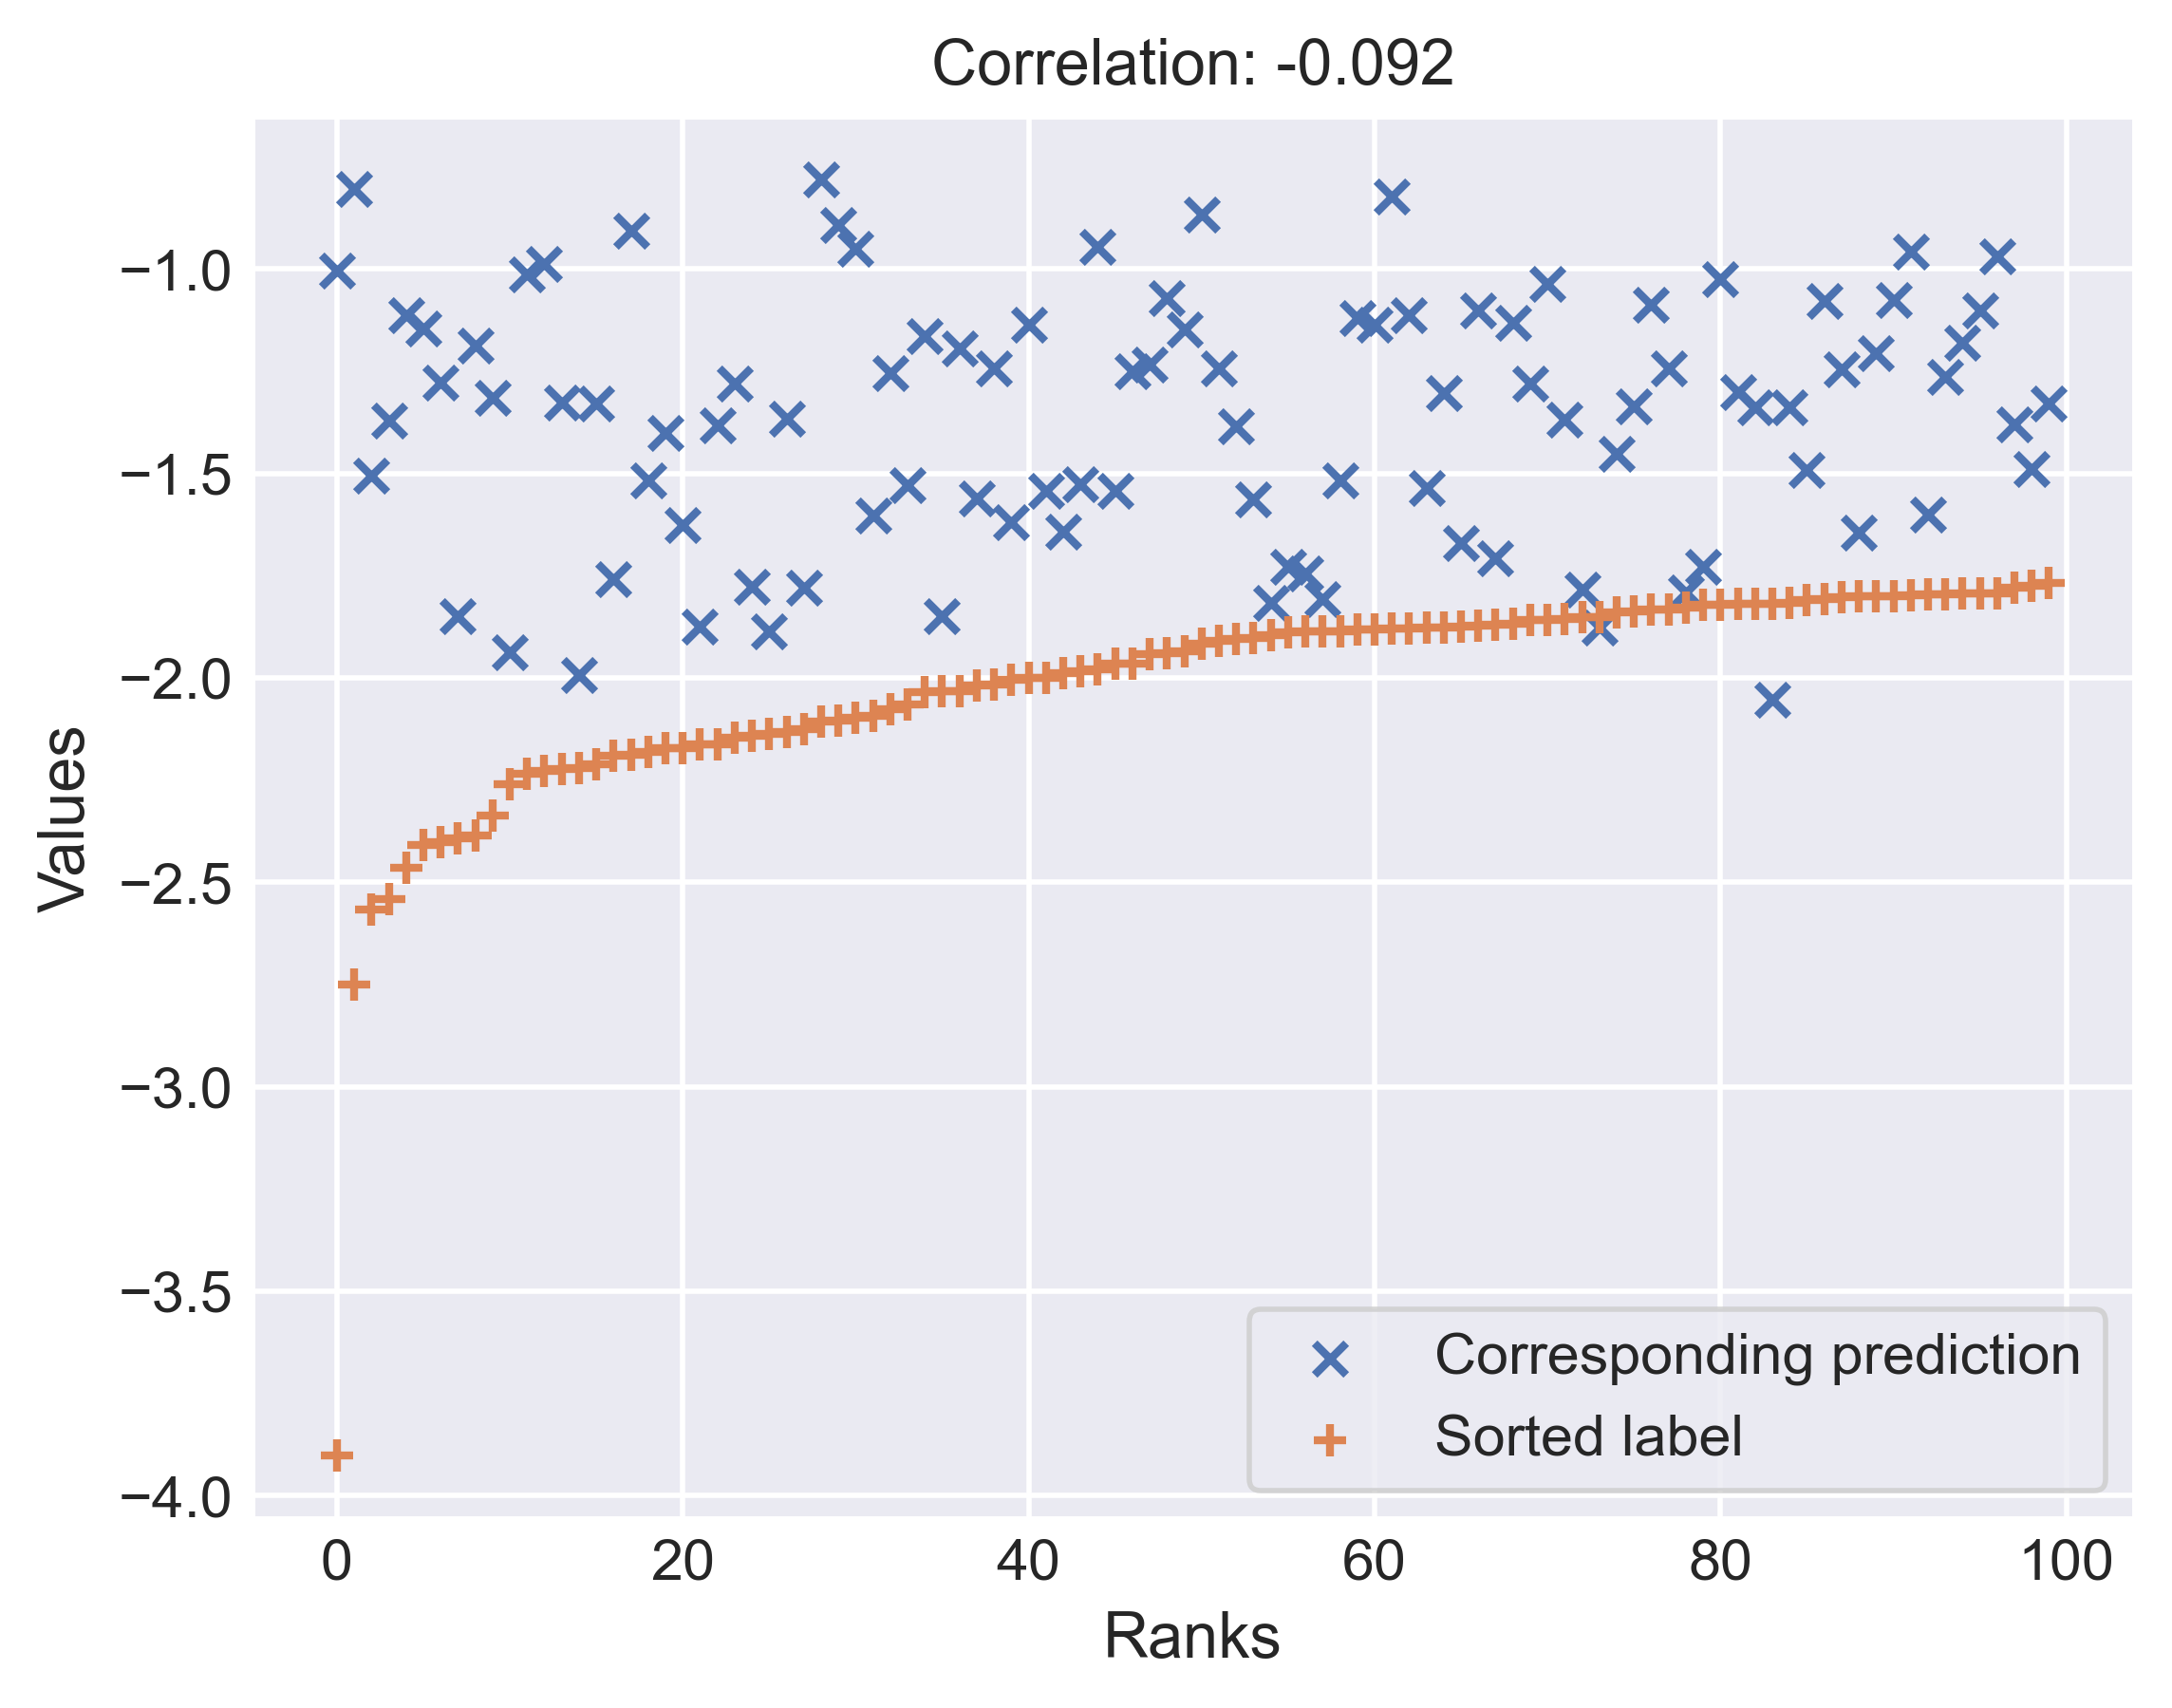 Correlation: -0.092
Values
−1.0
−1.5
−2.0
−2.5
−3.0
−3.5
−4.0
Corresponding prediction
Sorted label
0 20 40 60 80 100
Ranks